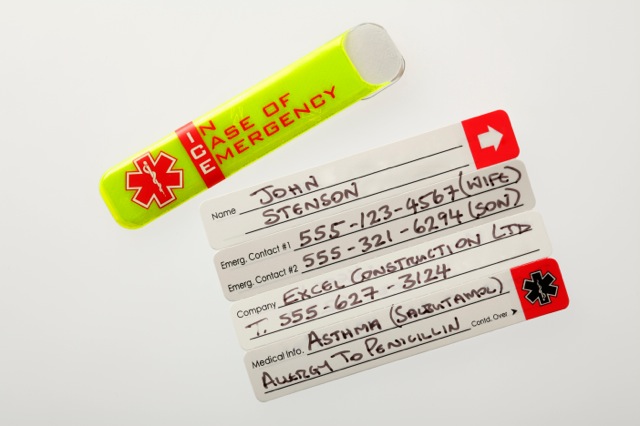 IN
CASE OF
EMERGENCY
Name JOHN
STENSON
Emerg. Contact #1 555-123-4567 (WIFE)
Emerg. Contact #2 555-321-6294 (SON)
Company EXCEL CONSTRUCTION LTD
T. 555-627-3124
Medical Info. ASTHMA (SALBUTAMOL)
ALLERGY TO PENICILLIN Contd. Over